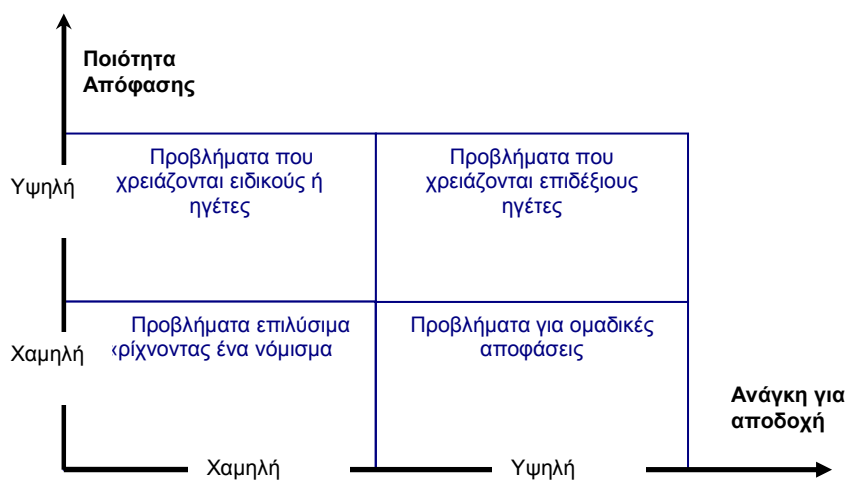 Ποιότητα
Απόφασης
Προβλήματα που
χρειάζονται ειδικούς ή
ηγέτες
Προβλήματα που
χρειάζονται επιδέξιους
ηγέτες
Υψηλή
Προβλήματα επιλύσιμα
ρίχνοντας ένα νόμισμα
Προβλήματα για ομαδικές
αποφάσεις
Χαμηλή
Ανάγκη για
αποδοχή
Χαμηλή
Υψηλή